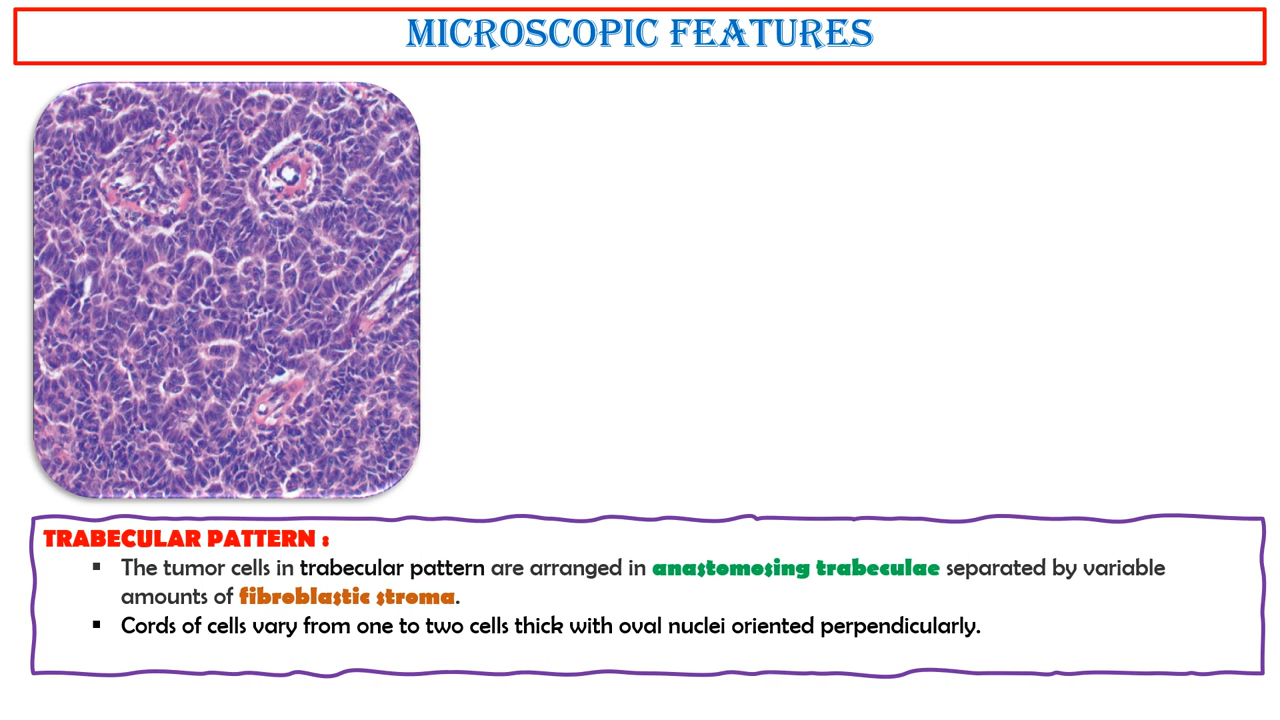 MICROSCOPIC FEATURES
TRABECULAR PATTERN :
▪ The tumor cells in trabecular pattern are arranged in anastomosing trabeculae separated by variable
amounts of fibroblastic stroma.
▪ Cords of cells vary from one to two cells thick with oval nuclei oriented perpendicularly.